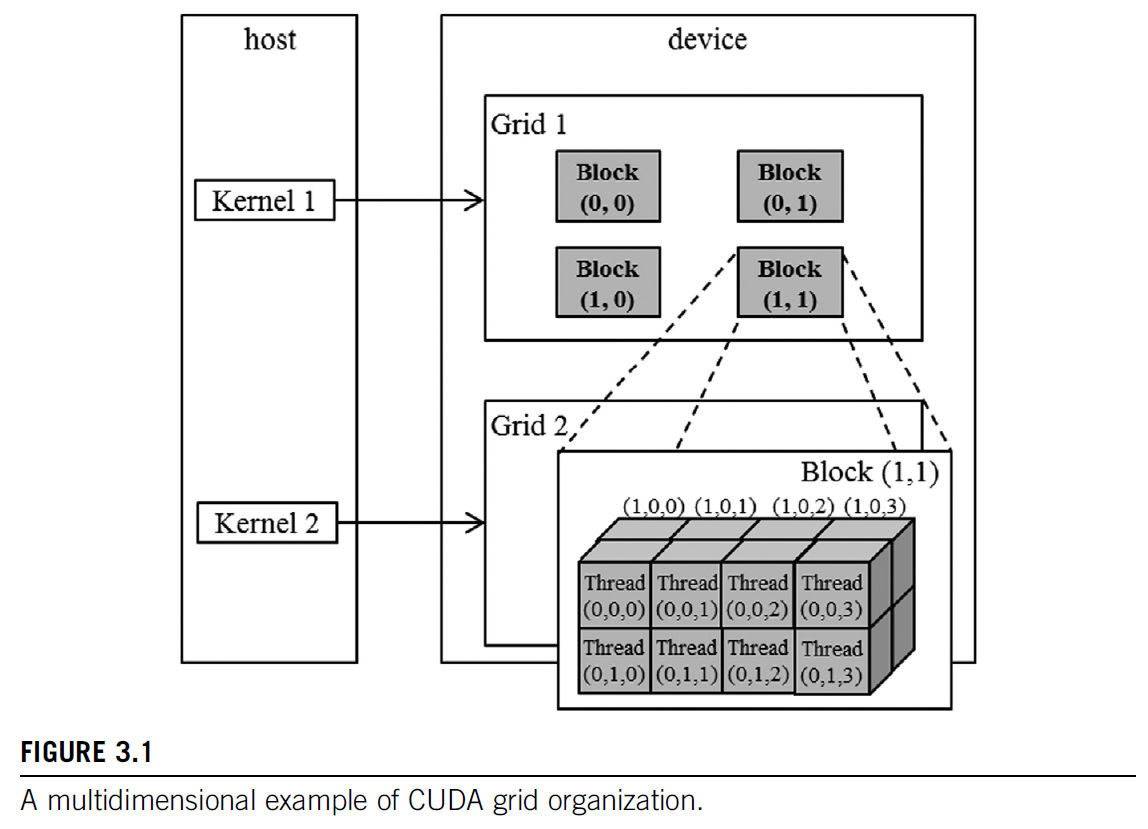 host
device
Grid 1
Block
(0, 0)
Block
(0, 1)
Kernel 1
Block
(1, 0)
Block
(1, 1)
Grid 2
Block (1,1)
(1,0,0) (1,0,1) (1,0,2) (1,0,3)
Kernel 2
Thread
(0,0,0)
Thread
(0,0,1)
Thread
(0,0,2)
Thread
(0,0,3)
Thread
(0,1,0)
Thread
(0,1,1)
Thread
(0,1,2)
Thread
(0,1,3)
FIGURE 3.1
A multidimensional example of CUDA grid organization.